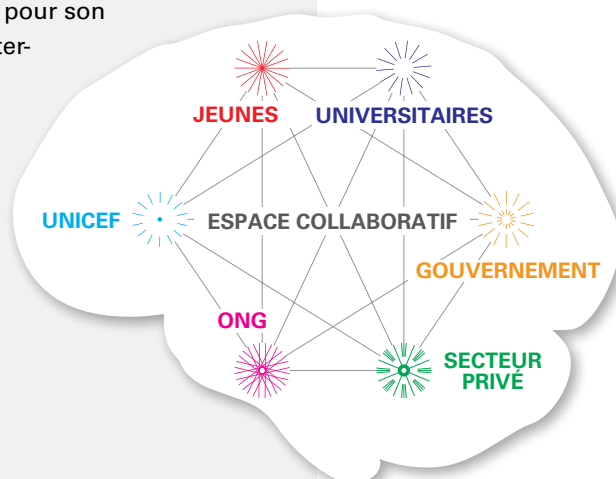 pour son
ter-
JEUNES
UNIVERSITAIRES
UNICEF
ESPACE COLLABORATIF
GOUVERNEMENT
ONG
SECTEUR
PRIVÉ